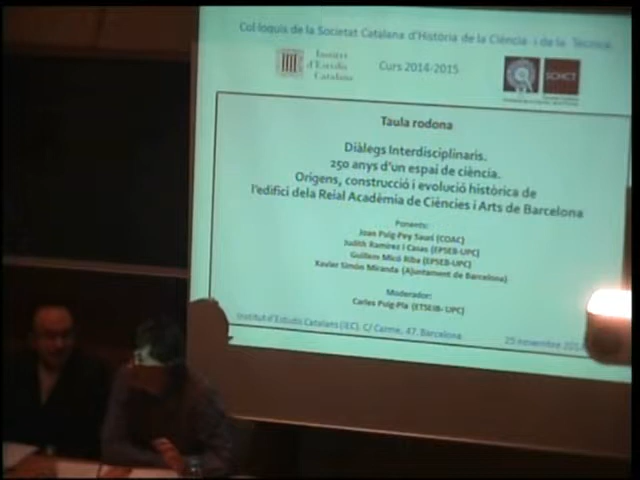 Col·loquis de la Societat Catalana d'Història de la Ciència i de la Tècnica
Institut
d'Estudis
Catalans
Curs 2014-2015
SCHCT
Taula rodona
Diàlegs Interdisciplinaris.
250 anys d'un espai de ciència.
Orígens, construcció i evolució històrica de
l'edifici dela Reial Acadèmia de Ciències i Arts de Barcelona
Ponents:
Joan Puig-Pey Saurí (COAC)
Judith Ramírez i Casas (EPSEB-UPC)
Guillem Micó Riba (EPSEB-UPC)
Xavier Simón Miranda (Ajuntament de Barcelona)
Moderador:
Carles Puig-Pla (ETSEIB- UPC)
Institut d'Estudis Catalans (IEC). C/ Carme, 47. Barcelona
novembre